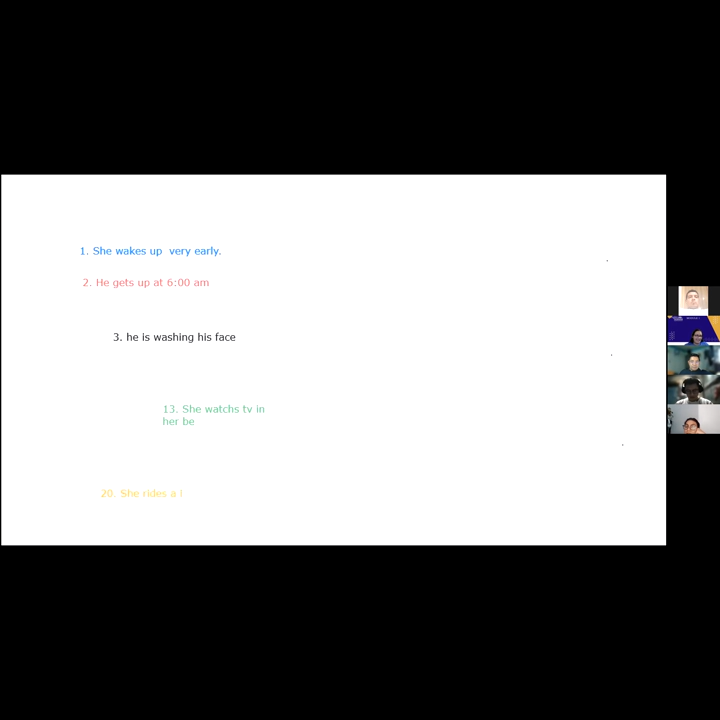 1. She wakes up  very early.
2. He gets up at 6:00 am
3. he is washing his face
13. She watchs tv in
her be
20. She rides a